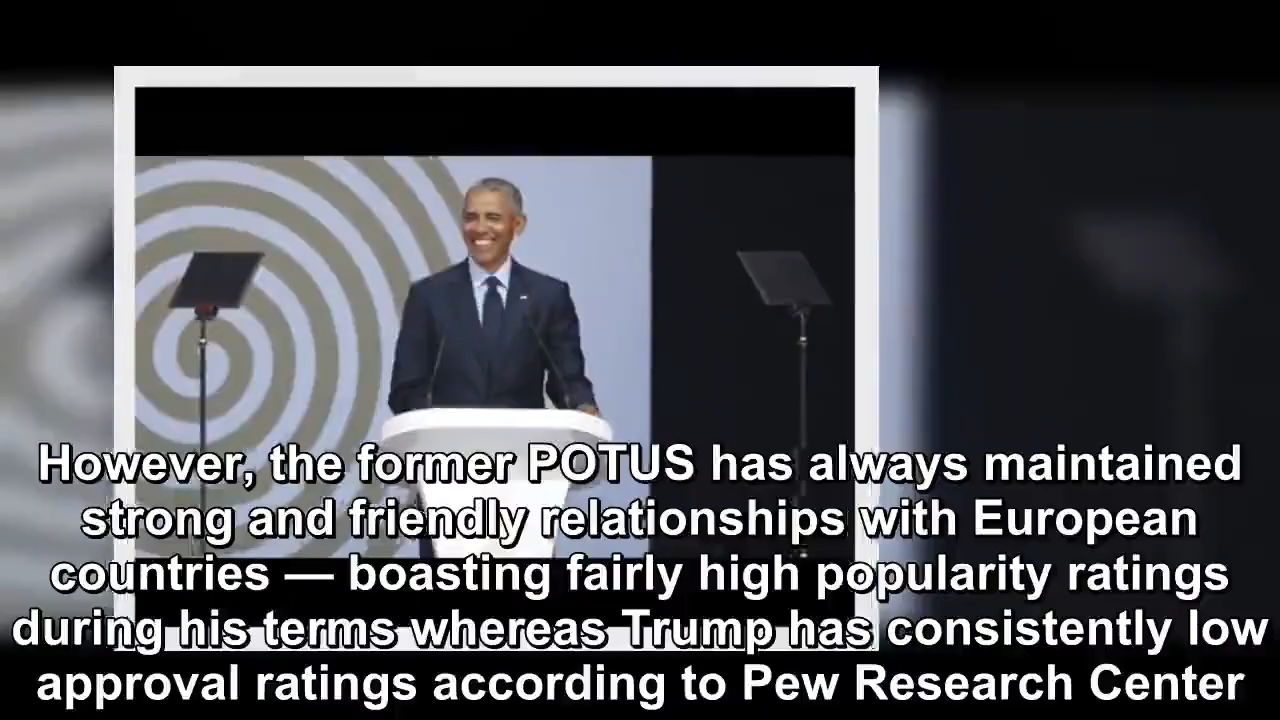 However, the former POTUS has always maintained
strong and friendly relationships with European
countries — boasting fairly high popularity ratings
during his terms whereas Trump has consistently low
approval ratings according to Pew Research Center